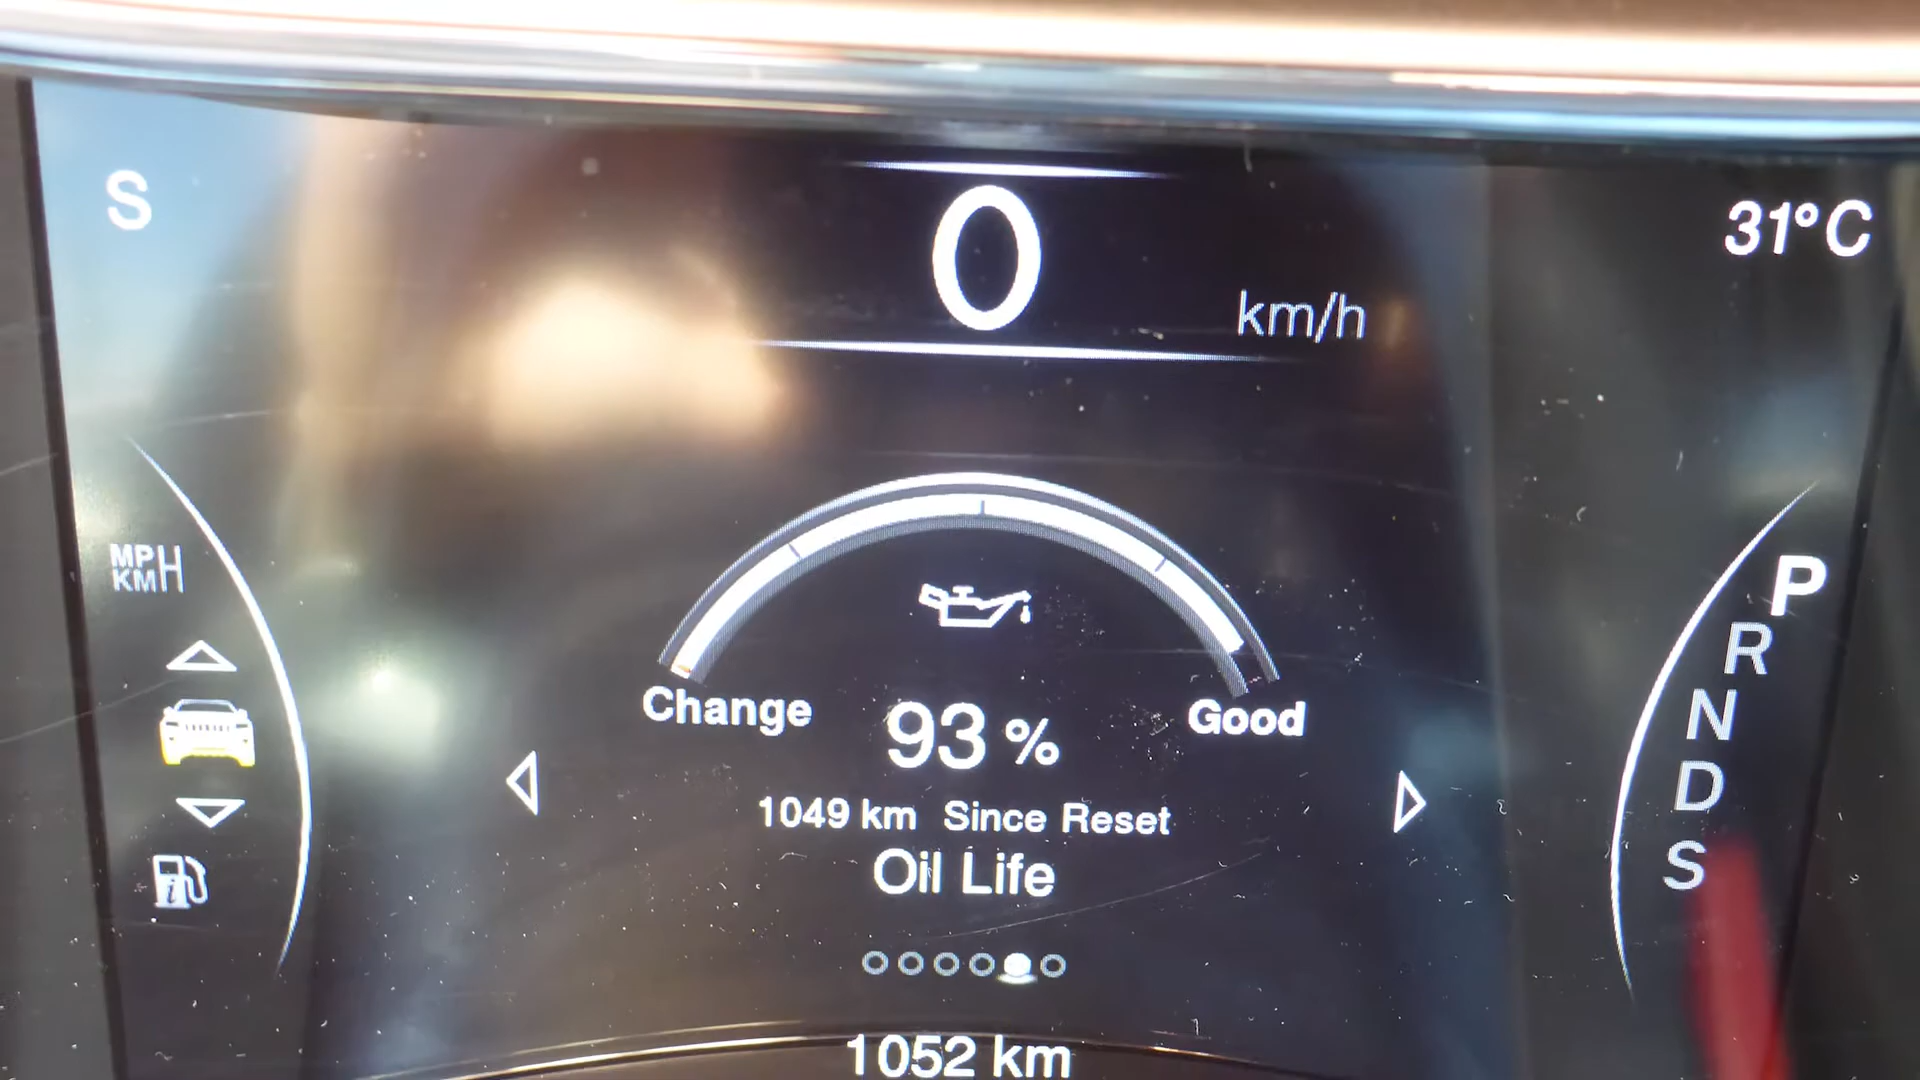 S
0
km/h
31°C
MPH
KM
Change
93 %
Good
1049 km Since Reset
Oil Life
1052 km
P
R
N
D
S